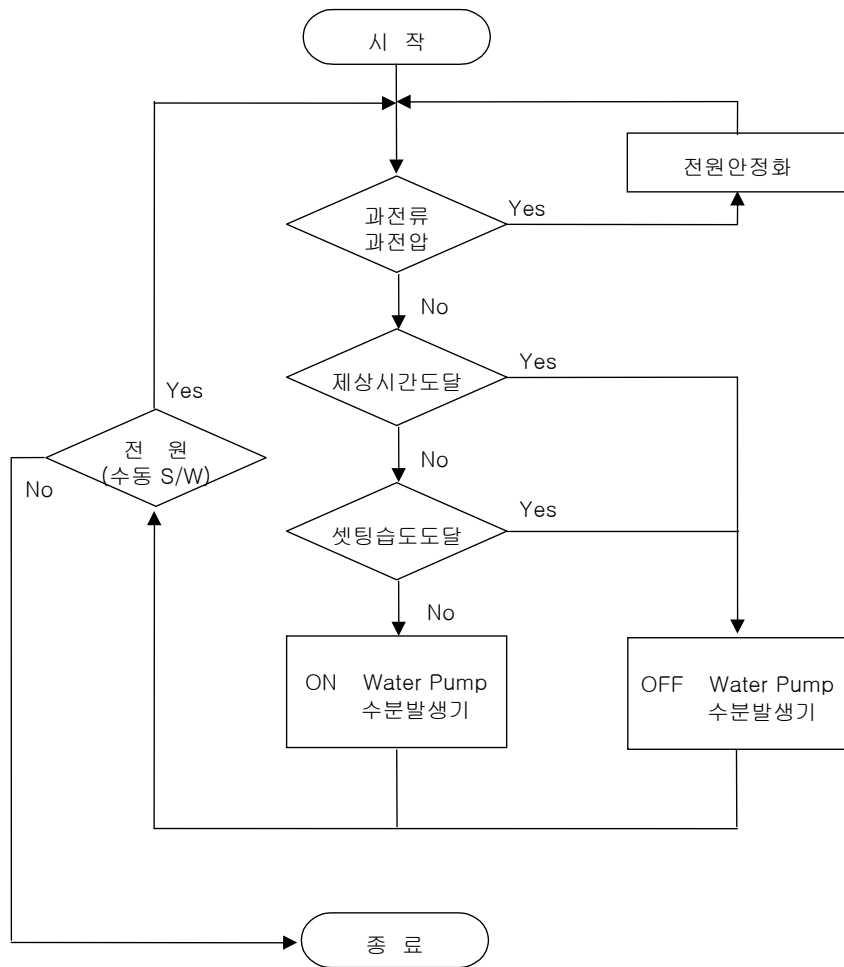 시 작
전원안정화
과전류
과전압
Yes
No
제상시간도달
Yes
Yes
전 원
(수동 S/W)
No
No
셋팅습도도달
Yes
No
ON Water Pump
수분발생기
OFF Water Pump
수분발생기
종 료